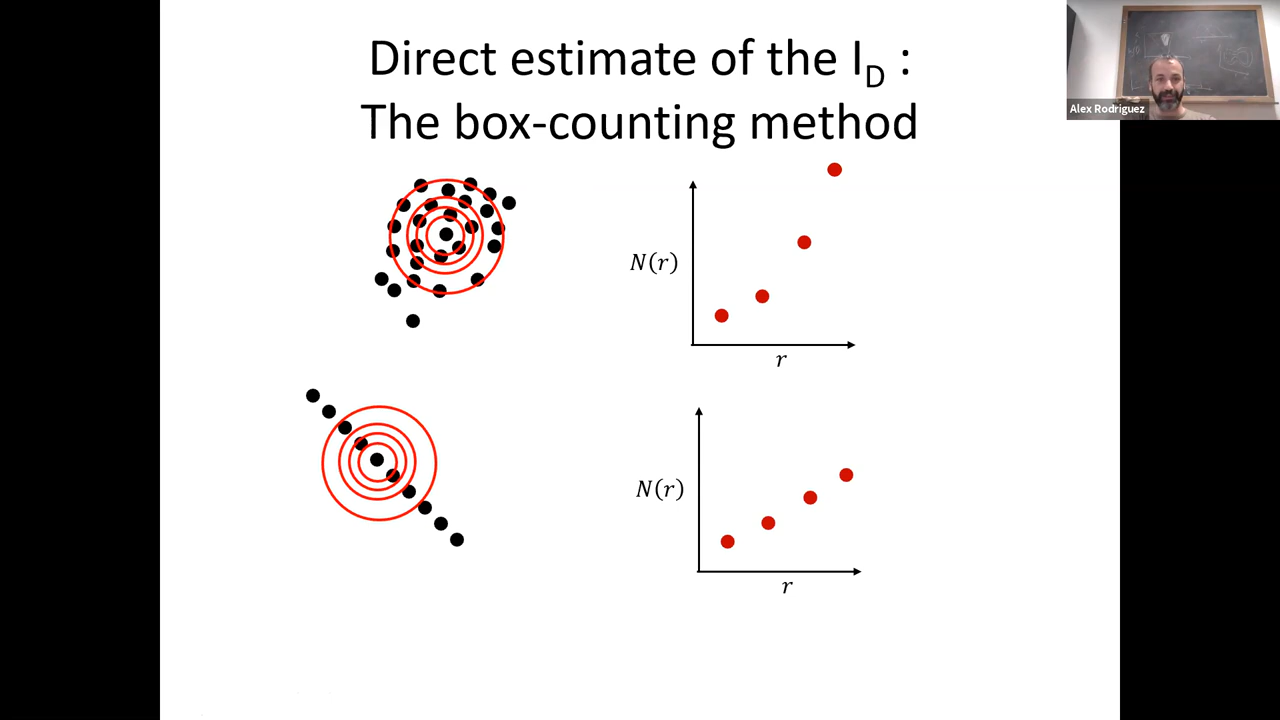 Direct estimate of the I_D :
The box-counting method
Alex Rodriguez
N(r)
r
N(r)
r